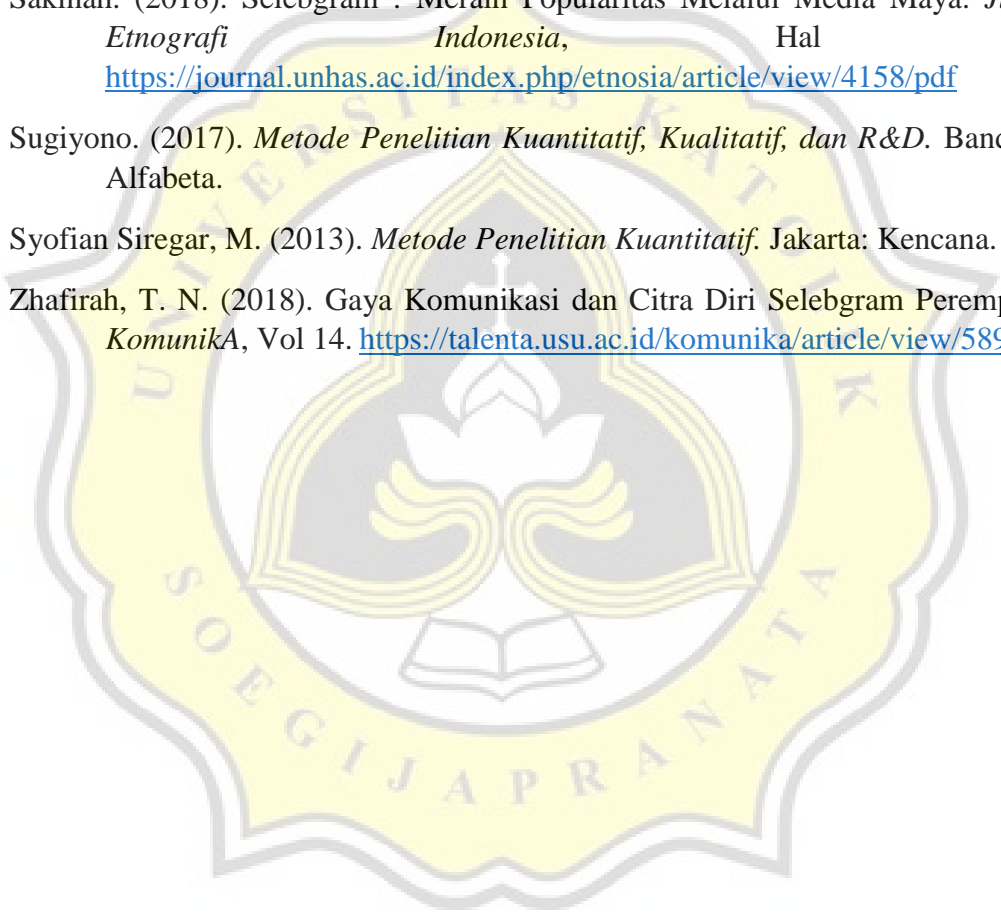 Sakinah. (2018). Selebgram : Meraih Popularitas Melalui Media Maya.
Etnografi Indonesia, Hal
https://journal.unhas.ac.id/index.php/etnosia/article/view/4158/pdf
Sugiyono. (2017). Metode Penelitian Kuantitatif, Kualitatif, dan R&D.
Alfabeta.
Syofian Siregar, M. (2013). Metode Penelitian Kuantitatif. Jakarta: Kencana.
Zhafirah, T. N. (2018). Gaya Komunikasi dan Citra Diri Selebgram
KomunikA, Vol 14. https://talenta.usu.ac.id/komunika/article/view/589
UNIVERSITAS KATOLIK
SOEGIJAPRANATA